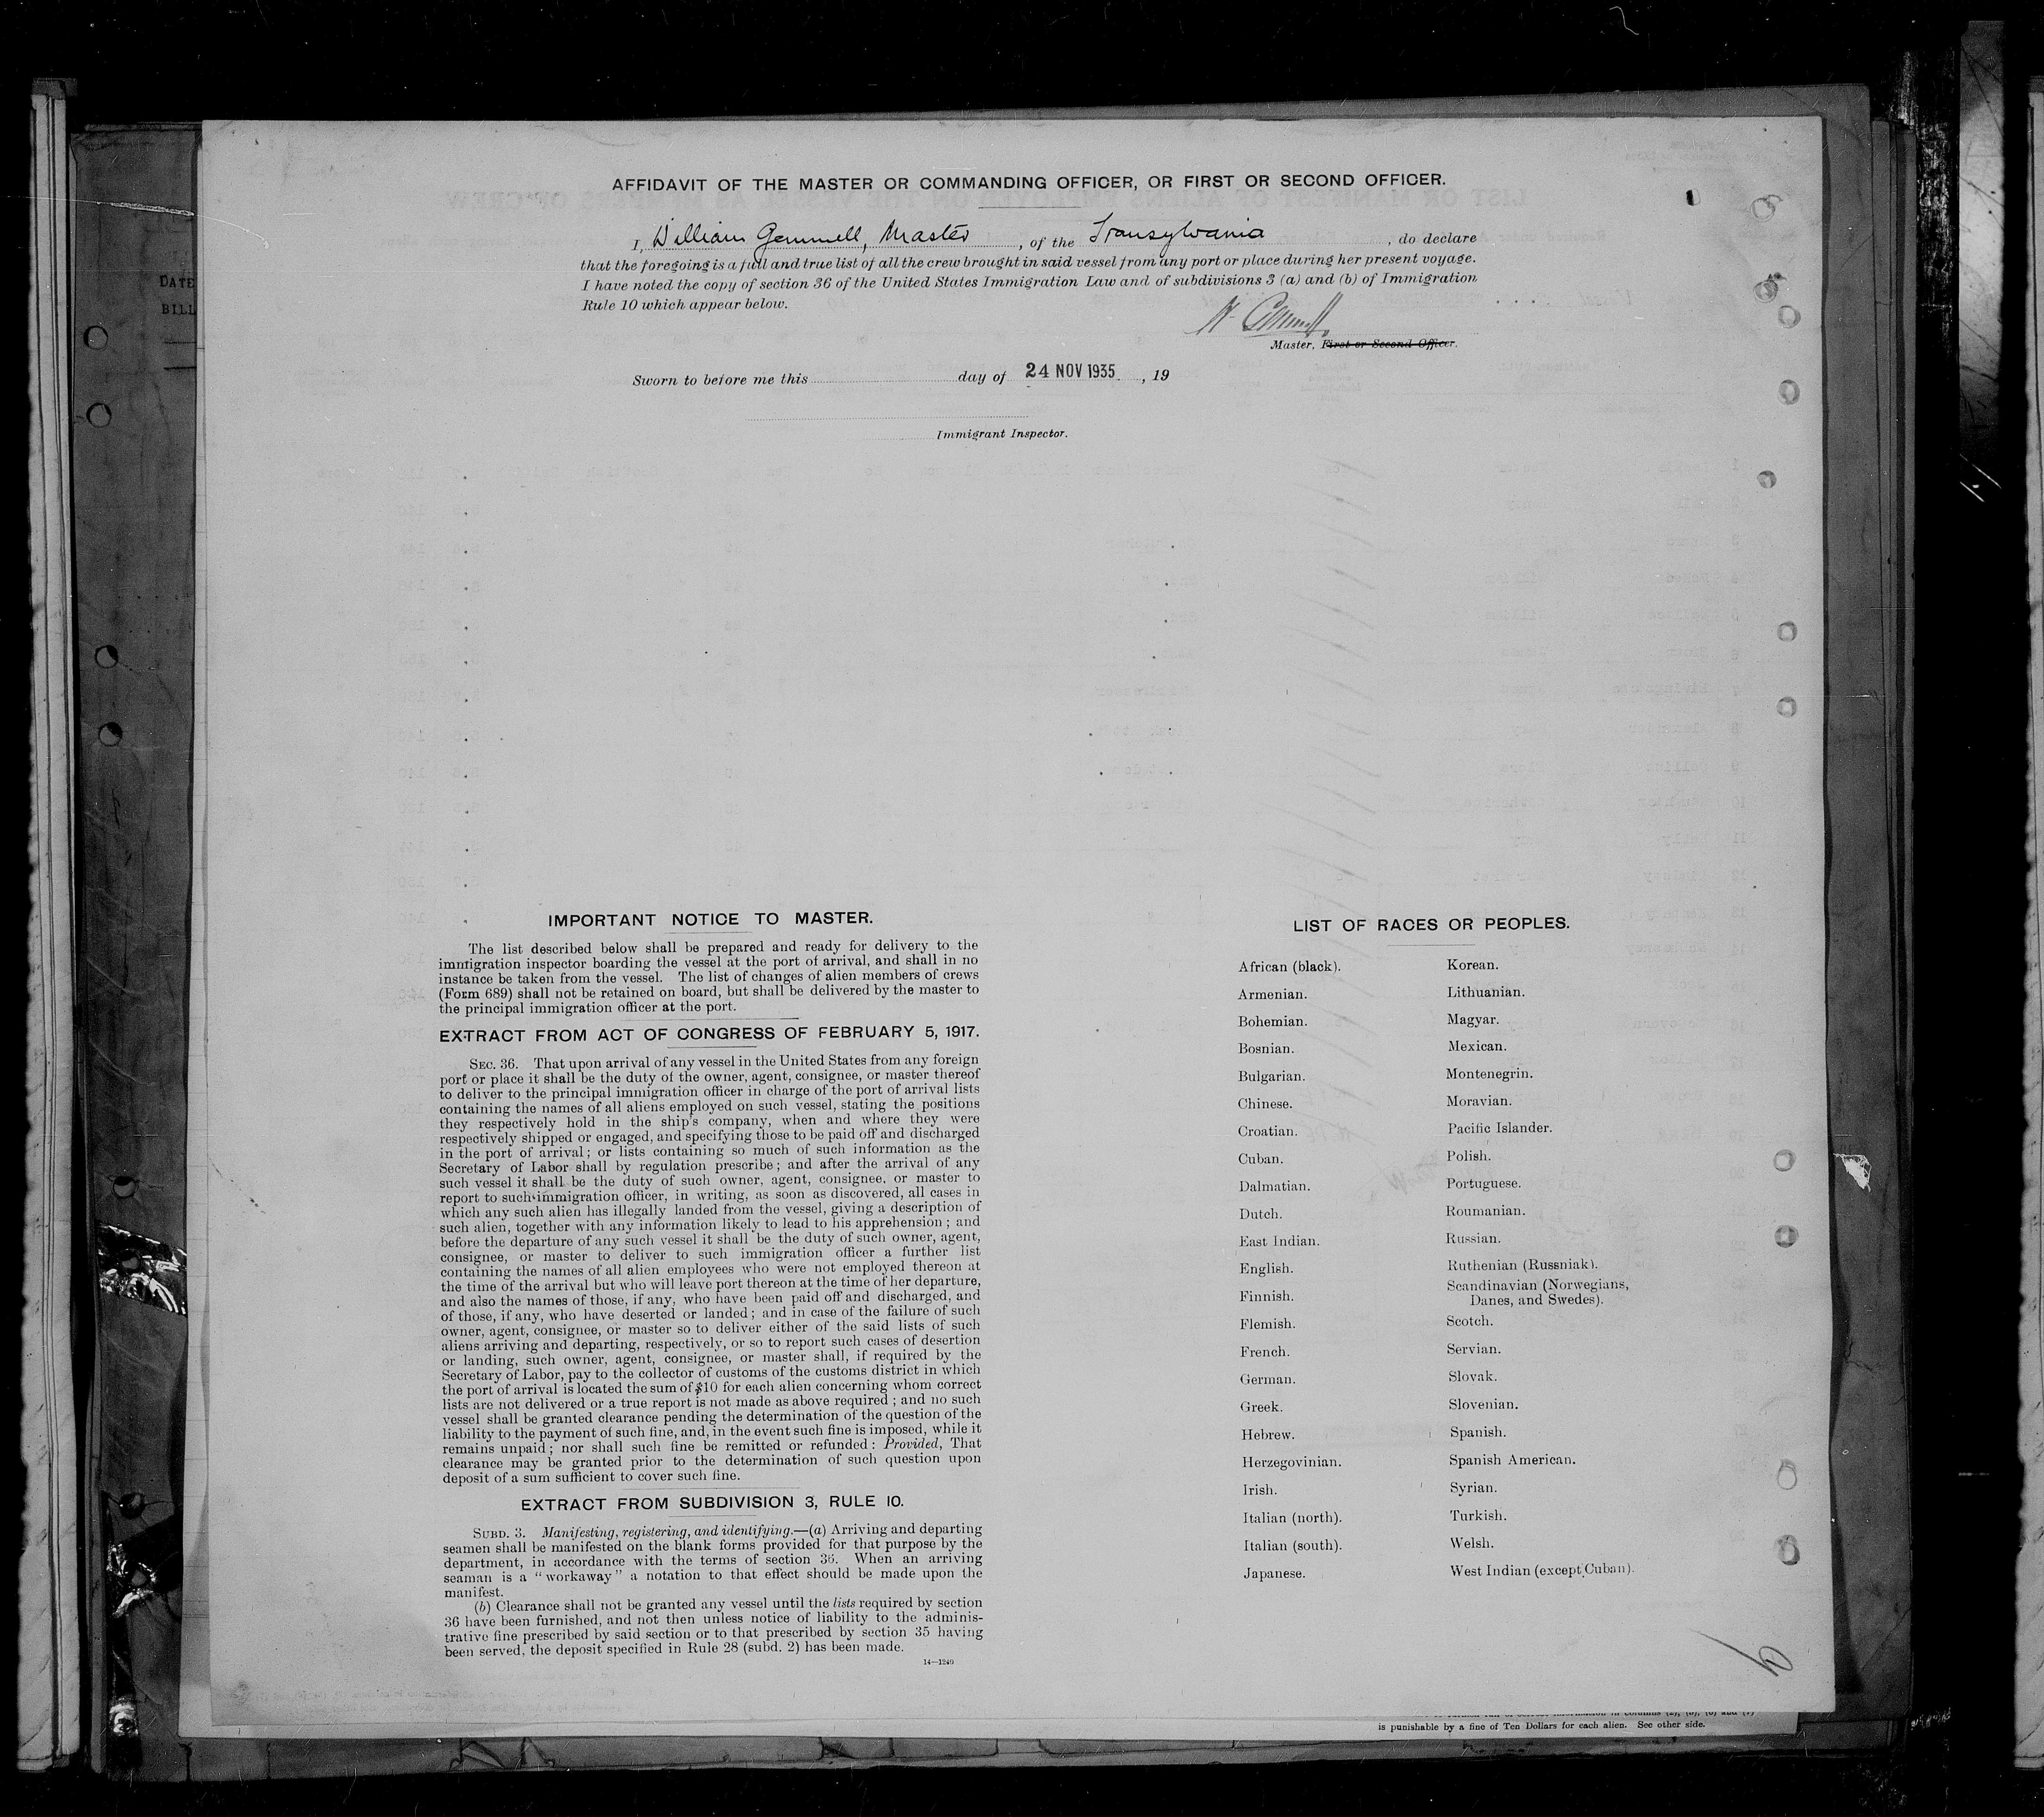 AFFIDAVIT OF THE MASTER OR COMMANDING OFFICER, OR FIRST OR SECOND OFFICER.
I, William Gemmell, Master, of the Transylvania, do declare
that the foregoing is a full and true list of all the crew brought in said vessel from any port or place during her present voyage.
I have noted the copy of section 36 of the United States Immigration Law and of subdivisions 3 (a) and (b) of Immigration
Rule 10 which appear below.
W. Gemmell
Master, First or Second Officer.
Sworn to before me this day of 24 NOV 1935, 19
Immigrant Inspector.
DATE
BILL
IMPORTANT NOTICE TO MASTER.
The list described below shall be prepared and ready for delivery to the
immigration inspector boarding the vessel at the port of arrival, and shall in no
instance be taken from the vessel. The list of changes of alien members of crews
(Form 689) shall not be retained on board, but shall be delivered by the master to
the principal immigration officer at the port.
EXTRACT FROM ACT OF CONGRESS OF FEBRUARY 5, 1917.
SEC. 36. That upon arrival of any vessel in the United States from any foreign
port or place it shall be the duty of the owner, agent, consignee, or master thereof
to deliver to the principal immigration officer in charge of the port of arrival lists
containing the names of all aliens employed on such vessel, stating the positions
they respectively hold in the ship's company, when and where they were
respectively shipped or engaged, and specifying those to be paid off and discharged
in the port of arrival; or lists containing so much of such information as the
Secretary of Labor shall by regulation prescribe; and after the arrival of any
such vessel it shall be the duty of such owner, agent, consignee, or master to
report to such immigration officer, in writing, as soon as discovered, all cases in
which any such alien has illegally landed from the vessel, giving a description of
such alien, together with any information likely to lead to his apprehension; and
before the departure of any such vessel it shall be the duty of such owner, agent,
consignee, or master to deliver to such immigration officer a further list
containing the names of all alien employees who were not employed thereon at
the time of the arrival but who will leave port thereon at the time of her departure,
and also the names of those, if any, who have been paid off and discharged, and
of those, if any, who have deserted or landed; and in case of the failure of such
owner, agent, consignee, or master so to deliver either of the said lists of such
aliens arriving and departing, respectively, or so to report such cases of desertion
or landing, such owner, agent, consignee, or master shall, if required by the
Secretary of Labor, pay to the collector of customs of the customs district in which
the port of arrival is located the sum of $10 for each alien concerning whom correct
lists are not delivered or a true report is not made as above required; and no such
vessel shall be granted clearance pending the determination of the question of the
liability to the payment of such fine, and, in the event such fine is imposed, while it
remains unpaid; nor shall such fine be remitted or refunded: Provided, That
clearance may be granted prior to the determination of such question upon
deposit of a sum sufficient to cover such fine.
EXTRACT FROM SUBDIVISION 3, RULE 10.
SUBD. 3. Manifesting, registering, and identifying.—(a) Arriving and departing
seamen shall be manifested on the blank forms provided for that purpose by the
department, in accordance with the terms of section 36. When an arriving
seaman is a "workaway" a notation to that effect should be made upon the
manifest.
(b) Clearance shall not be granted any vessel until the lists required by section
36 have been furnished, and not then unless notice of liability to the adminis-
trative fine prescribed by said section or to that prescribed by section 35 having
been served, the deposit specified in Rule 28 (subd. 2) has been made.
14—1240
LIST OF RACES OR PEOPLES.
African (black).
Armenian.
Bohemian.
Bosnian.
Bulgarian.
Chinese.
Croatian.
Cuban.
Dalmatian.
Dutch.
East Indian.
English.
Finnish.
Flemish.
French.
German.
Greek.
Hebrew.
Herzegovinian.
Irish.
Italian (north).
Italian (south).
Japanese.
Korean.
Lithuanian.
Magyar.
Mexican.
Montenegrin.
Moravian.
Pacific Islander.
Polish.
Portuguese.
Roumanian.
Russian.
Ruthenian (Russniak).
Scandinavian (Norwegians,
Danes, and Swedes).
Scotch.
Servian.
Slovak.
Slovenian.
Spanish.
Spanish American.
Syrian.
Turkish.
Welsh.
West Indian (except Cuban).
is punishable by a fine of Ten Dollars for each alien. See other side.